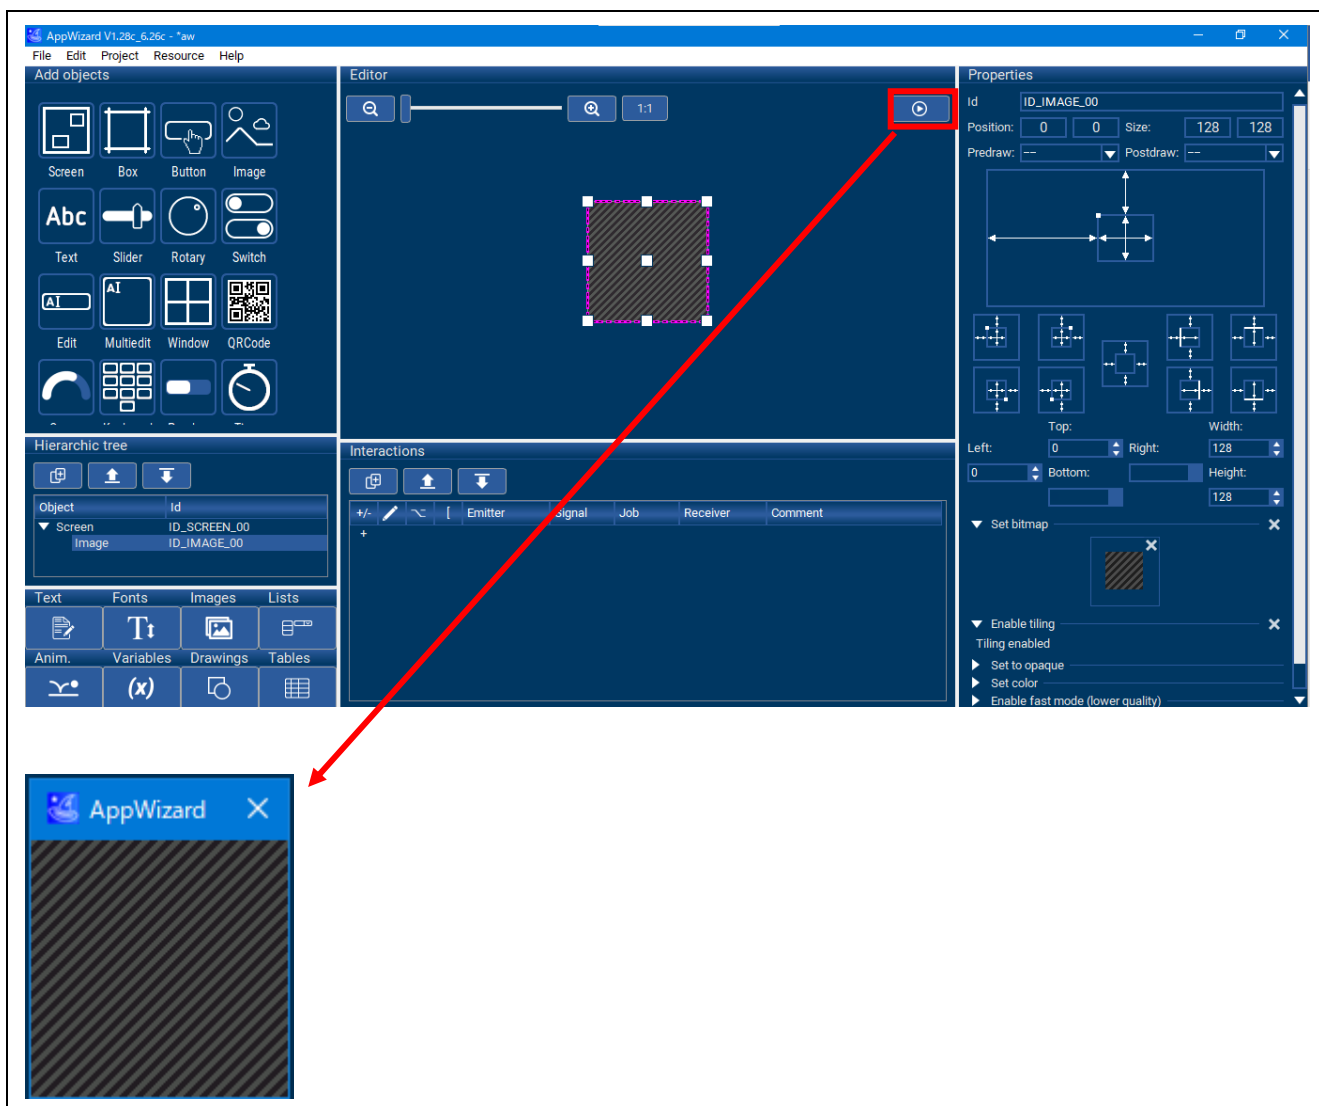 AppWizard V1.28c_6.26c - *aw
File Edit Project Resource Help
Add objects
Screen Box Button Image
Abc
Text Slider Rotary Switch
AI AI
Edit Multiedit Window QRCode
Hierarchic tree
Object Id
Screen ID_SCREEN_00
Image ID_IMAGE_00
Text Fonts Images Lists
Anim. Variables Drawings Tables
(x)
Editor
1:1
Interactions
+/- [ Emitter Signal Job Receiver Comment
+
Properties
Id ID_IMAGE_00
Position: 0 0 Size: 128 128
Predraw: -- Postdraw: --
Top: Width:
Left: 0 Right: 128
0 Bottom: Height:
128
Set bitmap
Enable tiling
Tiling enabled
Set to opaque
Set color
Enable fast mode (lower quality)
AppWizard